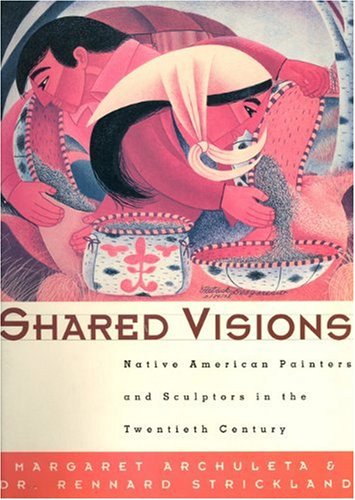 SHARED VISIONS
Native American Painters
and Sculptors in the
Twentieth Century
MARGARET ARCHULETA &
DR. RENNARD STRICKLAND